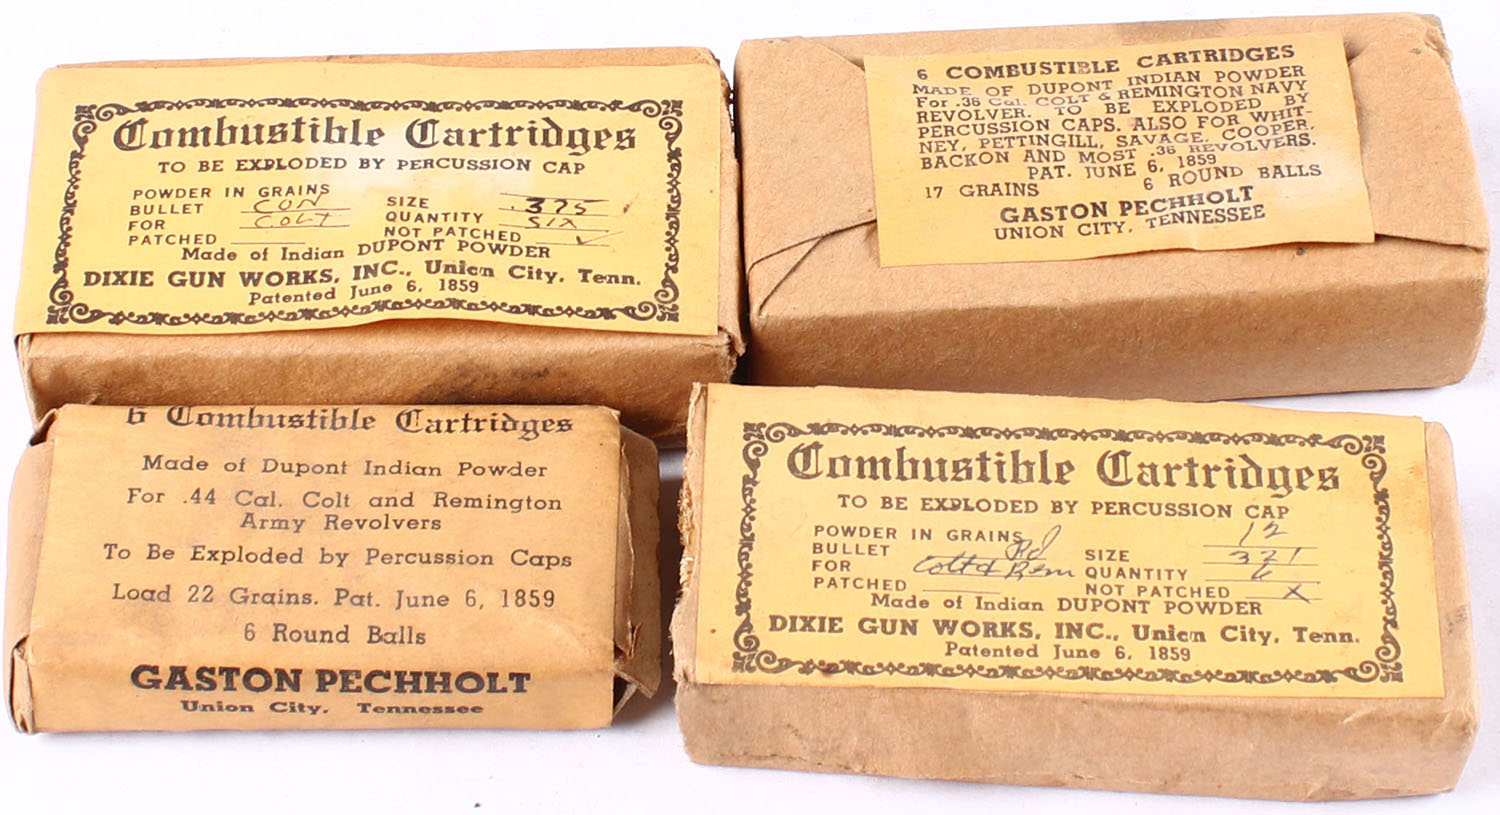 Combustible Cartridges
TO BE EXPLODED BY PERCUSSION CAP
POWDER IN GRAINS
BULLET CON SIZE .375
FOR COLT QUANTITY SIX
PATCHED NOT PATCHED ✓
Made of Indian DUPONT POWDER
DIXIE GUN WORKS, INC., Union City, Tenn.
Patented June 6, 1859
6 COMBUSTIBLE CARTRIDGES
MADE OF DUPONT INDIAN POWDER
For .36 Cal. COLT & REMINGTON NAVY
REVOLVER. TO BE EXPLODED BY
PERCUSSION CAPS. ALSO FOR WHIT-
NEY, PETTINGILL, SAVAGE, COOPER,
BACKON AND MOST .36 REVOLVERS.
PAT. JUNE 6, 1859
17 GRAINS 6 ROUND BALLS
GASTON PECHHOLT
UNION CITY, TENNESSEE
6 Combustible Cartridges
Made of Dupont Indian Powder
For .44 Cal. Colt and Remington
Army Revolvers
To Be Exploded by Percussion Caps
Load 22 Grains. Pat. June 6, 1859
6 Round Balls
GASTON PECHHOLT
Union City, Tennessee
Combustible Cartridges
TO BE EXPLODED BY PERCUSSION CAP
POWDER IN GRAINS 12
BULLET Rd SIZE 321
FOR Colt & Rem QUANTITY 6
PATCHED NOT PATCHED X
Made of Indian DUPONT POWDER
DIXIE GUN WORKS, INC., Union City, Tenn.
Patented June 6, 1859